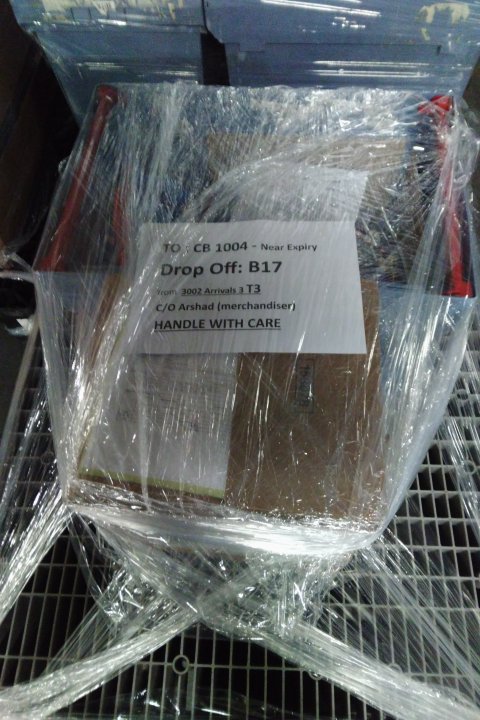 TO : CB 1004 - Near Expiry
Drop Off: B17
from 3002 Arrivals 3 T3
C/O Arshad (merchandiser)
HANDLE WITH CARE